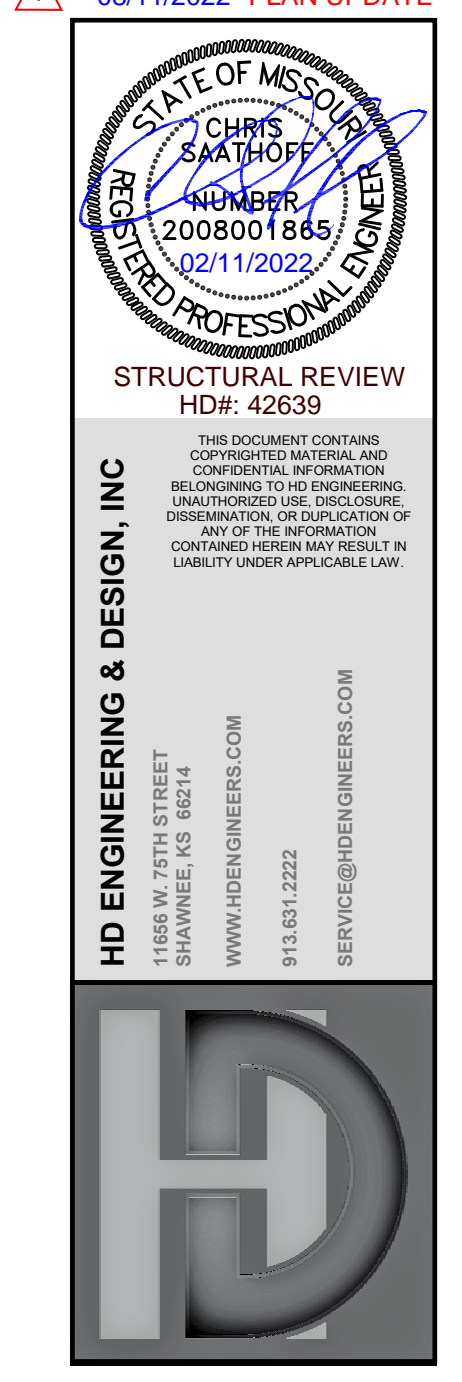 08/11/2022 PLAN UPDATE
STATE OF MISSOURI
CHRIS
SAATHOFF
NUMBER
2008001865
02/11/2022
REGISTERED PROFESSIONAL ENGINEER
STRUCTURAL REVIEW
HD#: 42639
THIS DOCUMENT CONTAINS
COPYRIGHTED MATERIAL AND
CONFIDENTIAL INFORMATION
BELONGINING TO HD ENGINEERING.
UNAUTHORIZED USE, DISCLOSURE,
DISSEMINATION, OR DUPLICATION OF
ANY OF THE INFORMATION
CONTAINED HEREIN MAY RESULT IN
LIABILITY UNDER APPLICABLE LAW.
HD ENGINEERING & DESIGN, INC
11656 W. 75TH STREET
SHAWNEE, KS 66214
WWW.HDENGINEERS.COM
913.631.2222
SERVICE@HDENGINEERS.COM
HD